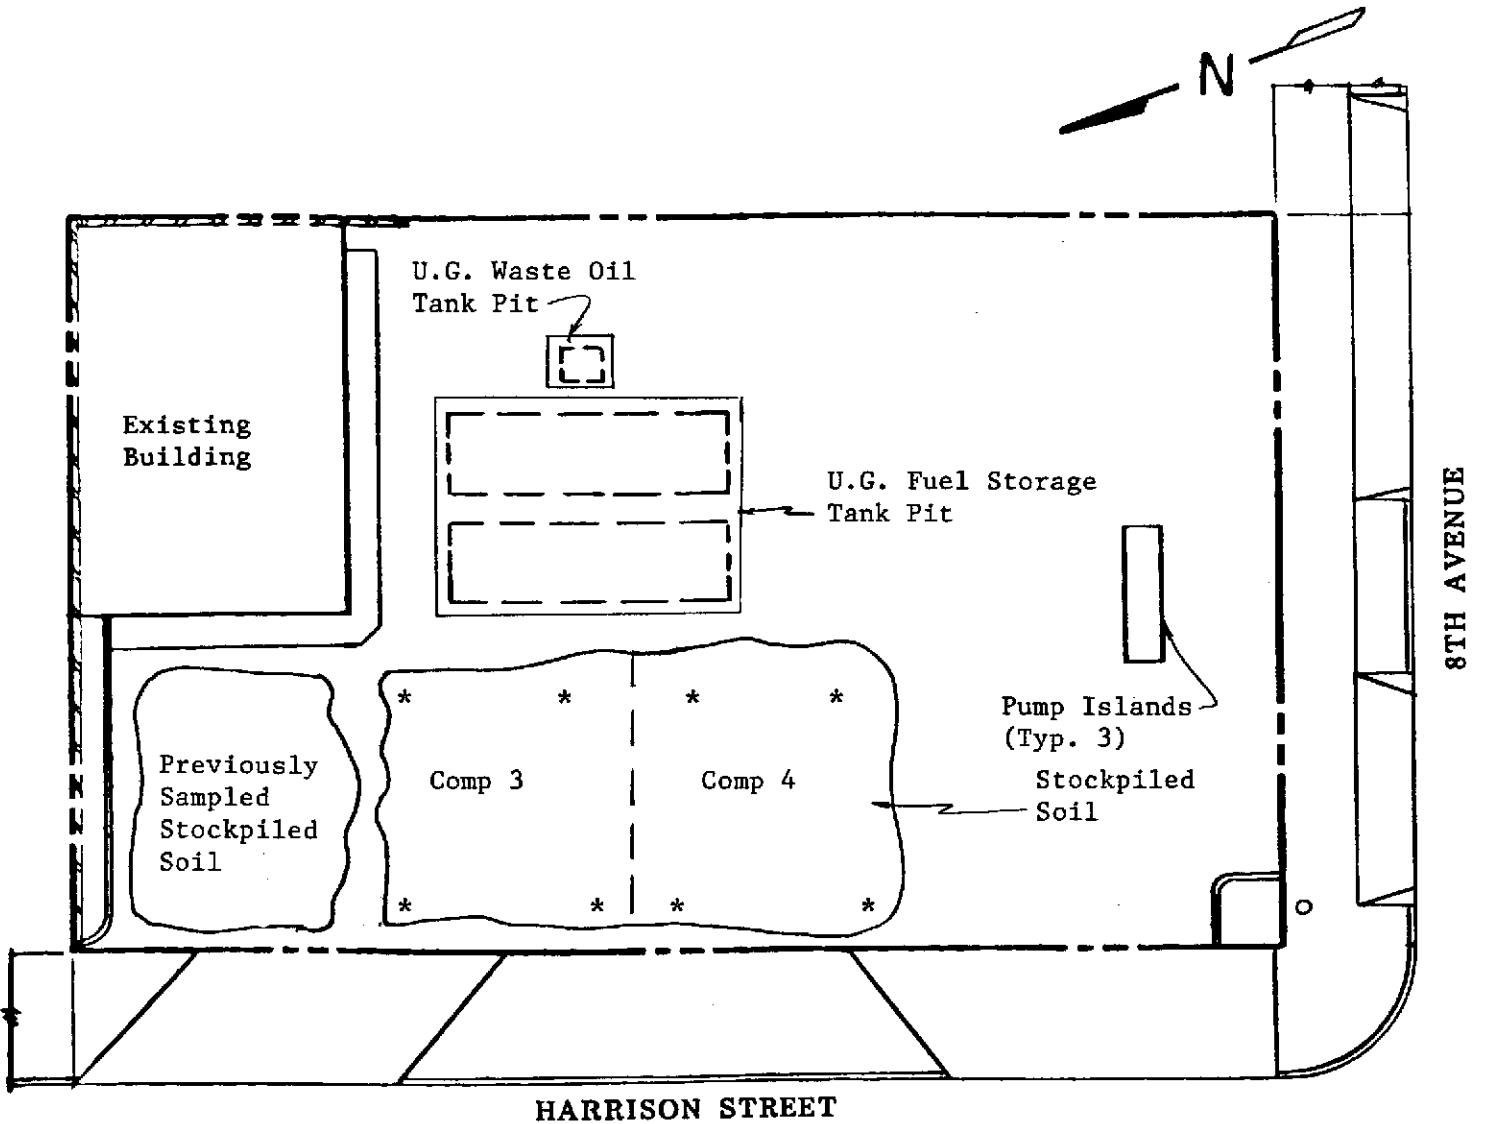 N
U.G. Waste Oil
Tank Pit
Existing
Building
U.G. Fuel Storage
Tank Pit
8TH AVENUE
Pump Islands
(Typ. 3)
* * * *
Previously
Sampled
Stockpiled
Soil
Comp 3
Comp 4
Stockpiled
Soil
* * * *
HARRISON STREET